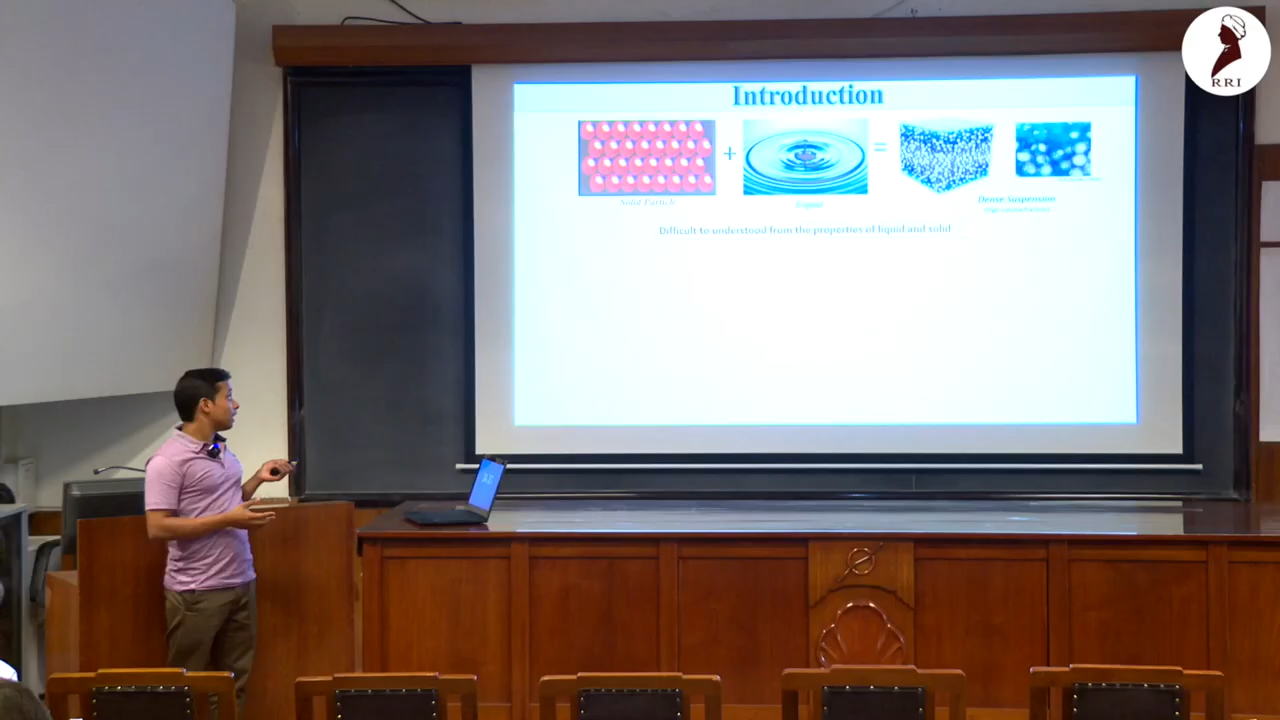 RRI
Introduction
+
=
Solid Particle
Liquid
Dense Suspension
Difficult to understood from the properties of liquid and solid